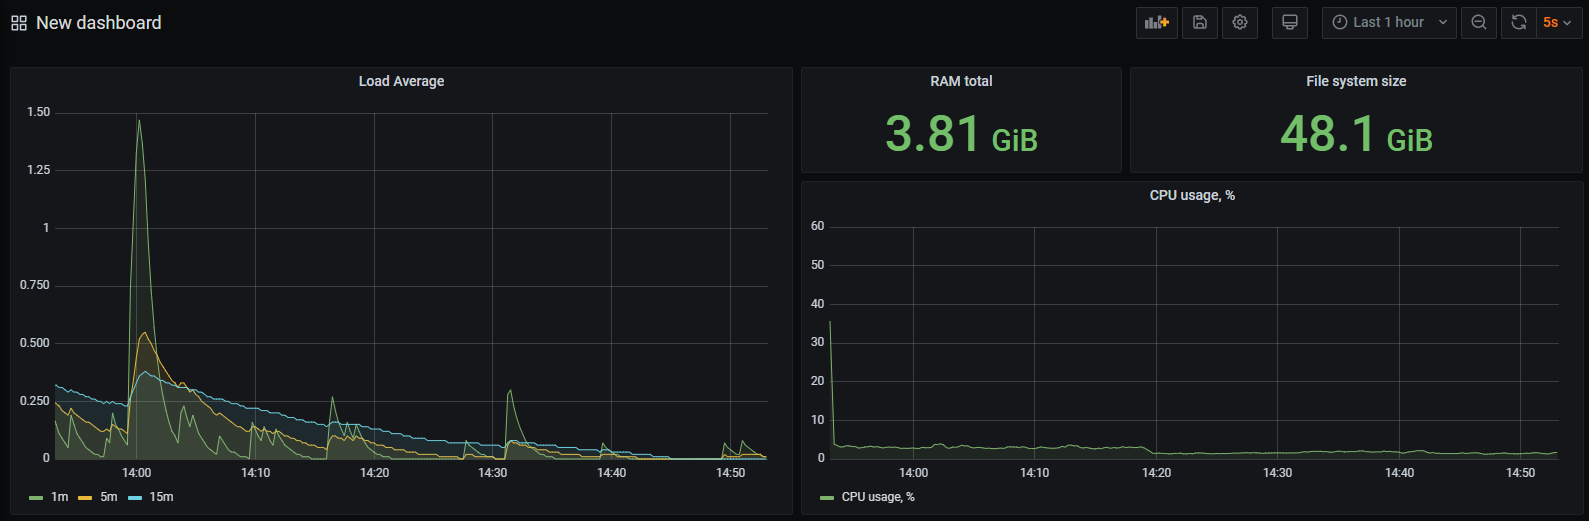 New dashboard
Last 1 hour
5s
Load Average
1.50
1.25
1
0.750
0.500
0.250
0
14:00 14:10 14:20 14:30 14:40 14:50
1m 5m 15m
RAM total
3.81 GiB
File system size
48.1 GiB
CPU usage, %
60
50
40
30
20
10
0
14:00 14:10 14:20 14:30 14:40 14:50
CPU usage, %